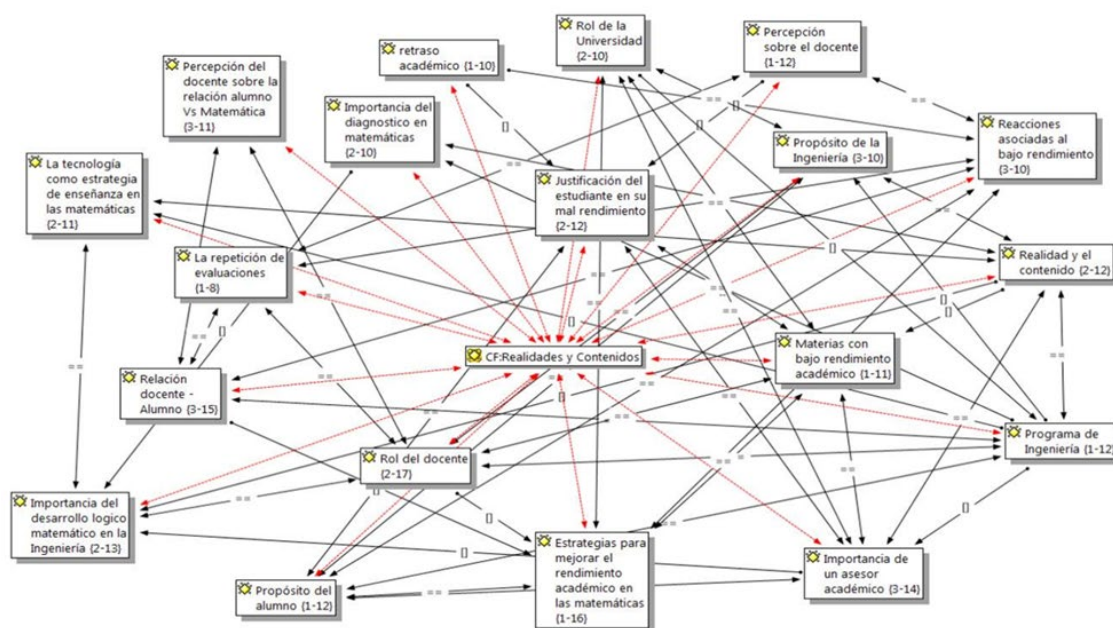 Rol de la
Universidad
{2-10}
Percepción
sobre el docente
{1-12}
retraso
académico {1-10}
Percepción del
docente sobre la
relación alumno
Vs Matemática
{3-11}
Importancia del
diagnostico en
matemáticas
{2-10}
Propósito de la
Ingeniería {3-10}
Reacciones
asociadas al
bajo rendimiento
{3-10}
La tecnología
como estrategia
de enseñanza en
las matemáticas
{2-11}
Justificación del
estudiante en su
mal rendimiento
{2-12}
La repetición de
evaluaciones
{1-8}
Realidad y el
contenido {2-12}
CF:Realidades y Contenidos
Materias con
bajo rendimiento
académico
{1-11}
Relación
docente -
Alumno {3-15}
Rol del docente
{2-17}
Programa de
Ingeniería {1-12}
Importancia del
desarrollo logico
matemático en la
Ingeniería {2-13}
Estrategias para
mejorar el
rendimiento
académico en
las matemáticas
{1-16}
Importancia de
un asesor
académico {3-14}
Propósito del
alumno {1-12}